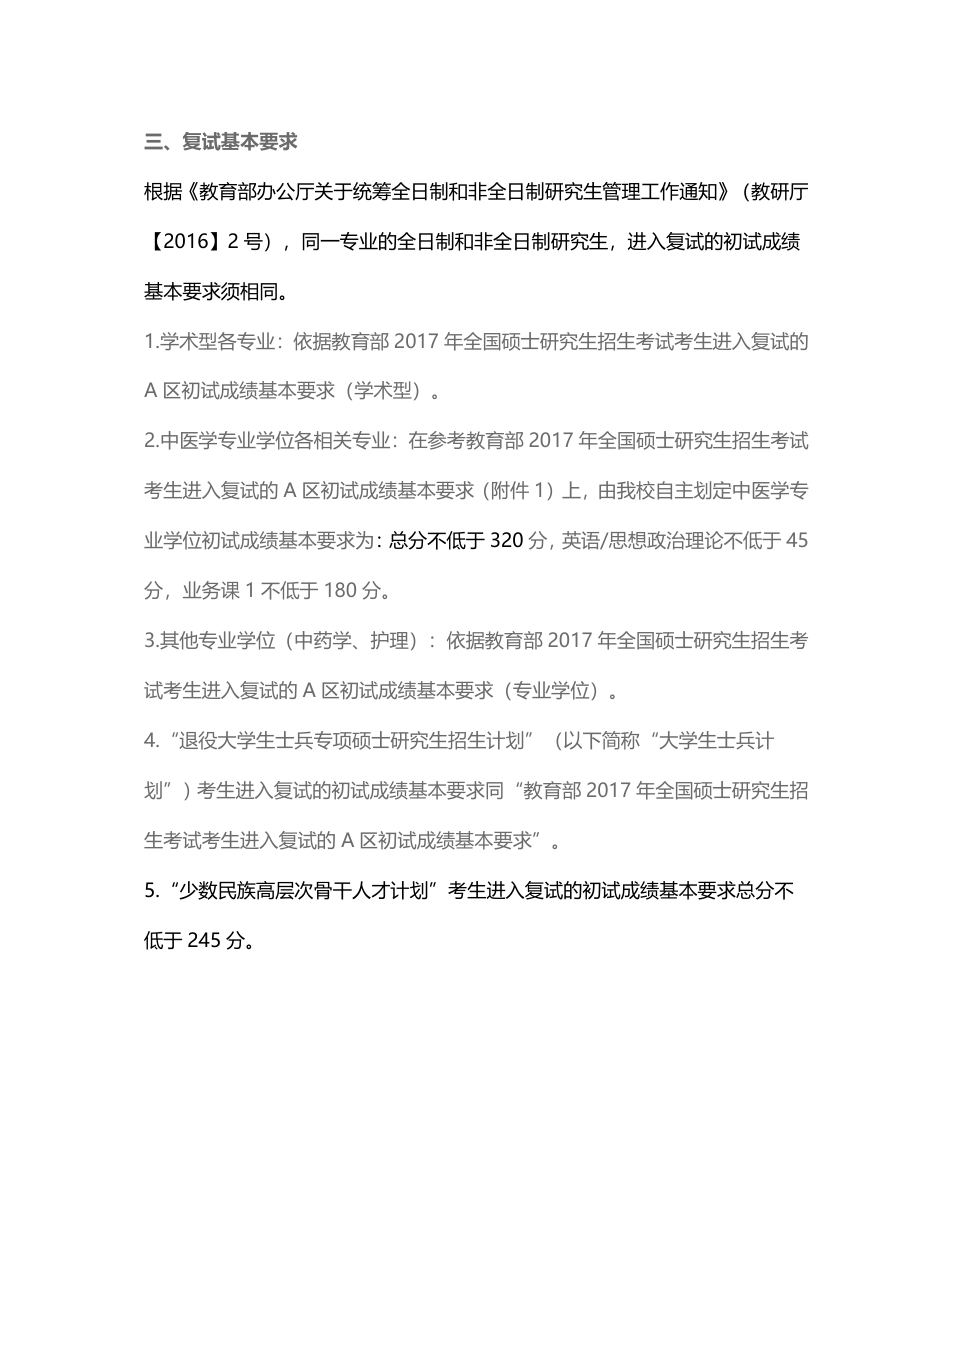 三、复试基本要求
根据《教育部办公厅关于统筹全日制和非全日制研究生管理工作通知》（教研厅
【2016】2 号），同一专业的全日制和非全日制研究生，进入复试的初试成绩
基本要求须相同。
1.学术型各专业：依据教育部 2017 年全国硕士研究生招生考试考生进入复试的
A 区初试成绩基本要求（学术型）。
2.中医学专业学位各相关专业：在参考教育部 2017 年全国硕士研究生招生考试
考生进入复试的 A 区初试成绩基本要求（附件 1）上，由我校自主划定中医学专
业学位初试成绩基本要求为：总分不低于 320 分，英语/思想政治理论不低于 45
分，业务课 1 不低于 180 分。
3.其他专业学位（中药学、护理）：依据教育部 2017 年全国硕士研究生招生考
试考生进入复试的 A 区初试成绩基本要求（专业学位）。
4.“退役大学生士兵专项硕士研究生招生计划”（以下简称“大学生士兵计
划”）考生进入复试的初试成绩基本要求同“教育部 2017 年全国硕士研究生招
生考试考生进入复试的 A 区初试成绩基本要求”。
5.“少数民族高层次骨干人才计划”考生进入复试的初试成绩基本要求总分不
低于 245 分。